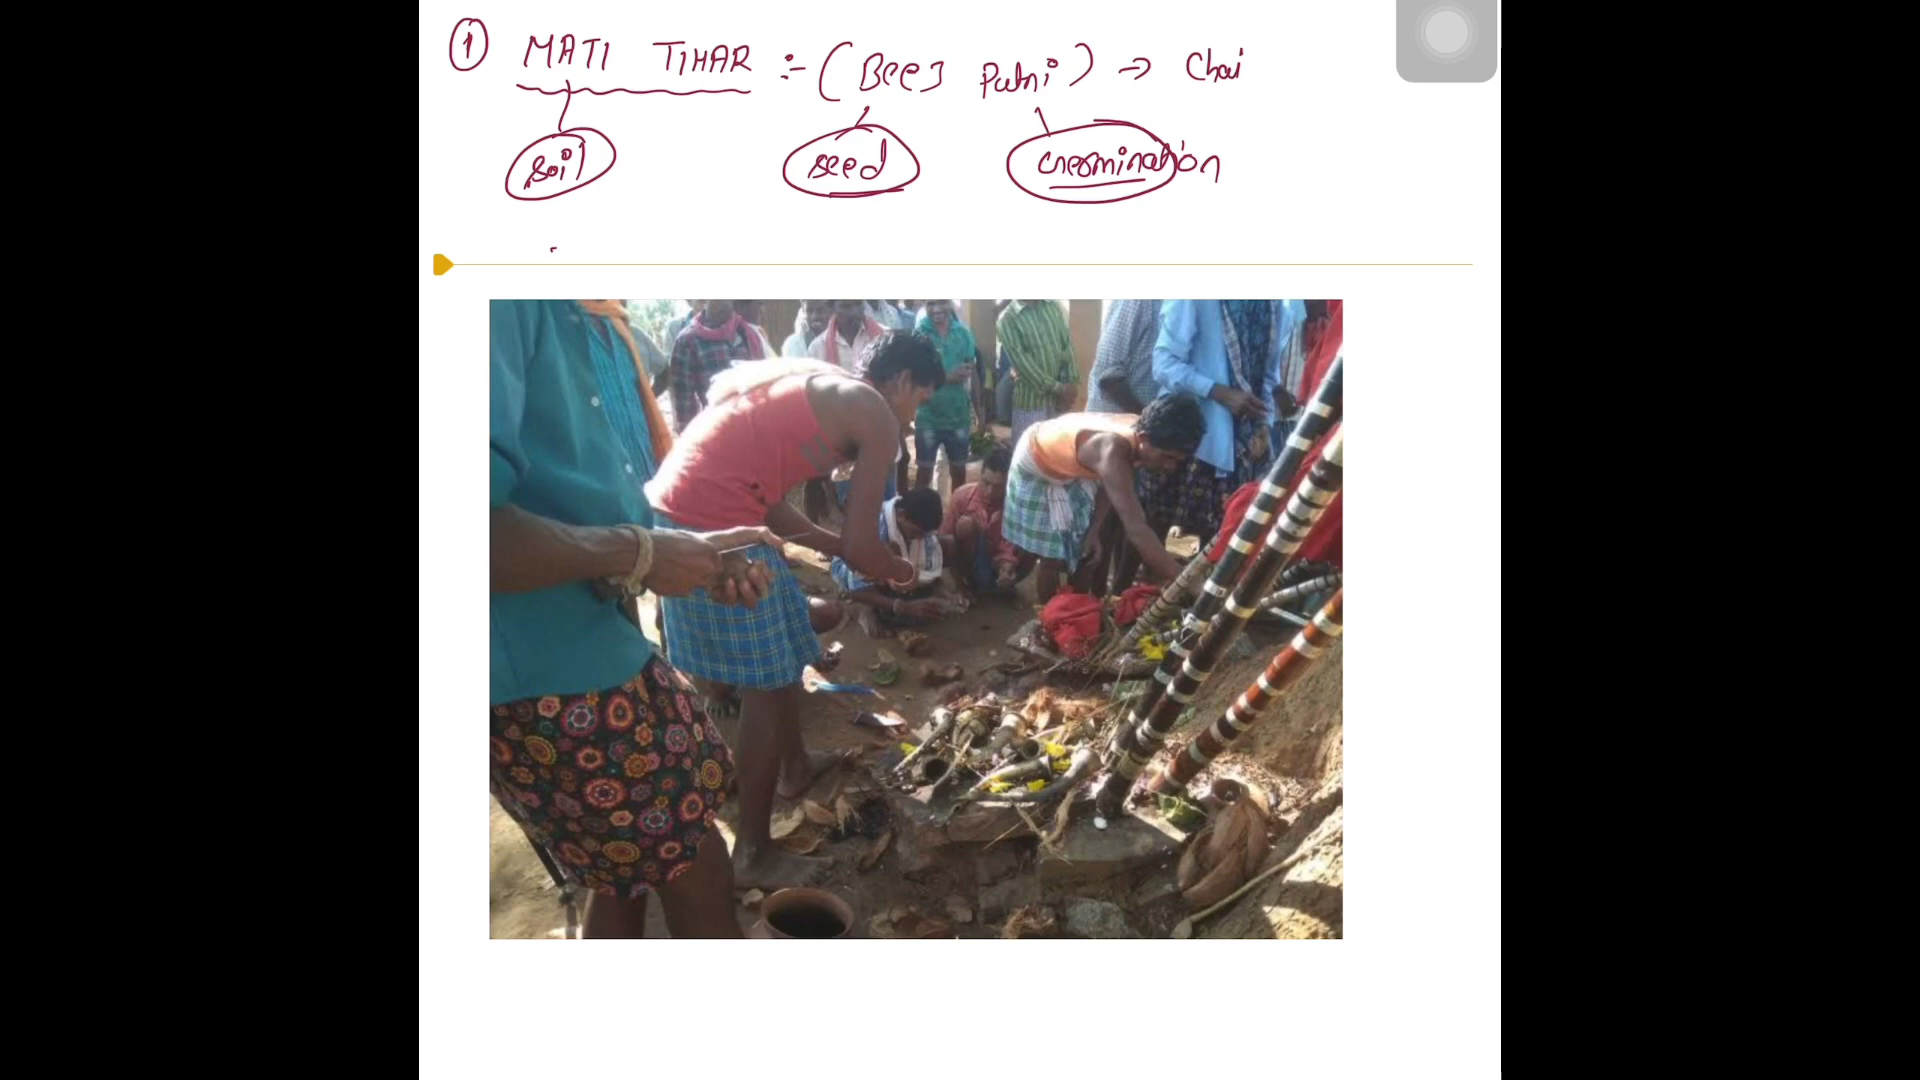 ① MATI TIHAR :- (Beej Putni) → Chai
soil seed Germination